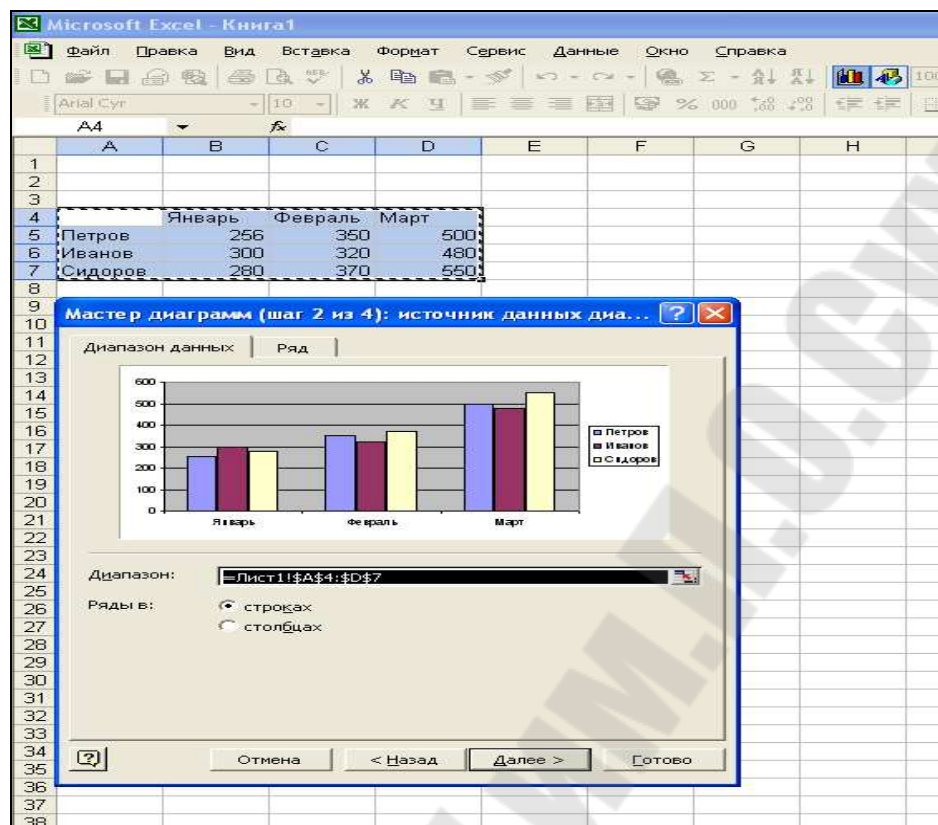 Microsoft Excel - Книга1
Файл Правка Вид Вставка Формат Сервис Данные Окно Справка
Arial Cyr 10 Ж К Ч % 000
A4 fx
A B C D E F G H
1
2
3
4 Январь Февраль Март
5 Петров 256 350 500
6 Иванов 300 320 480
7 Сидоров 280 370 550
8
9
Мастер диаграмм (шаг 2 из 4): источник данных диа...
10
11
Диапазон данных Ряд
12
13
600
14
500
15
400
16
Петров
17
300
Иванов
18
200
Сидоров
19
100
20
0
21
Январь Февраль Март
22
23
24
Диапазон: =Лист1!$A$4:$D$7
25
26
Ряды в: строках
27
столбцах
28
29
30
31
32
33
34
Отмена < Назад Далее > Готово
35
36
37
38